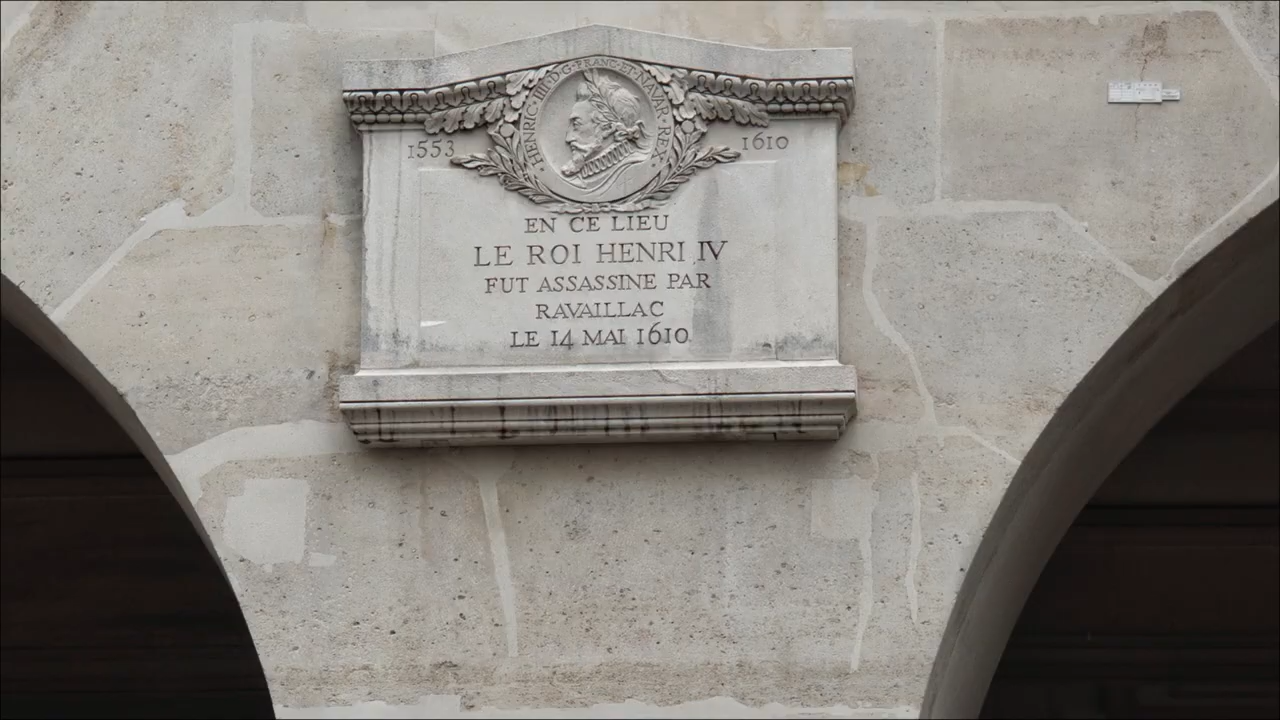 HENRIC·IIII·D·G·FRANC·ET·NAVAR·REX
1553 1610
EN CE LIEU
LE ROI HENRI IV
FUT ASSASSINE PAR
RAVAILLAC
LE 14 MAI 1610